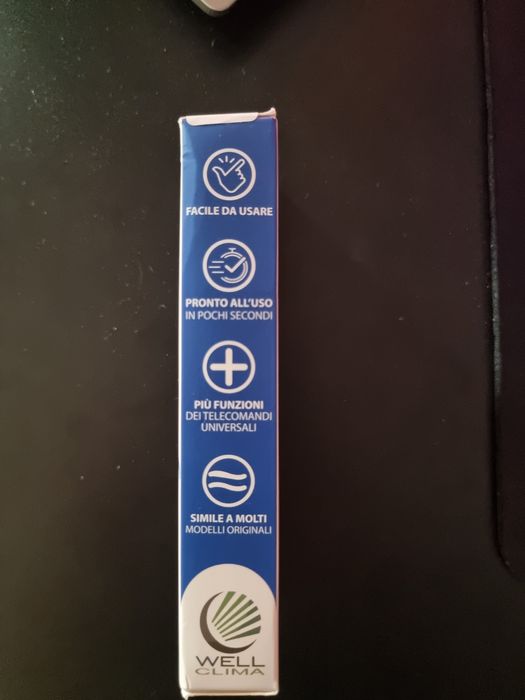 FACILE DA USARE
PRONTO ALL'USO
IN POCHI SECONDI
PIÙ FUNZIONI
DEI TELECOMANDI
UNIVERSALI
SIMILE A MOLTI
MODELLI ORIGINALI
WELL
CLIMA